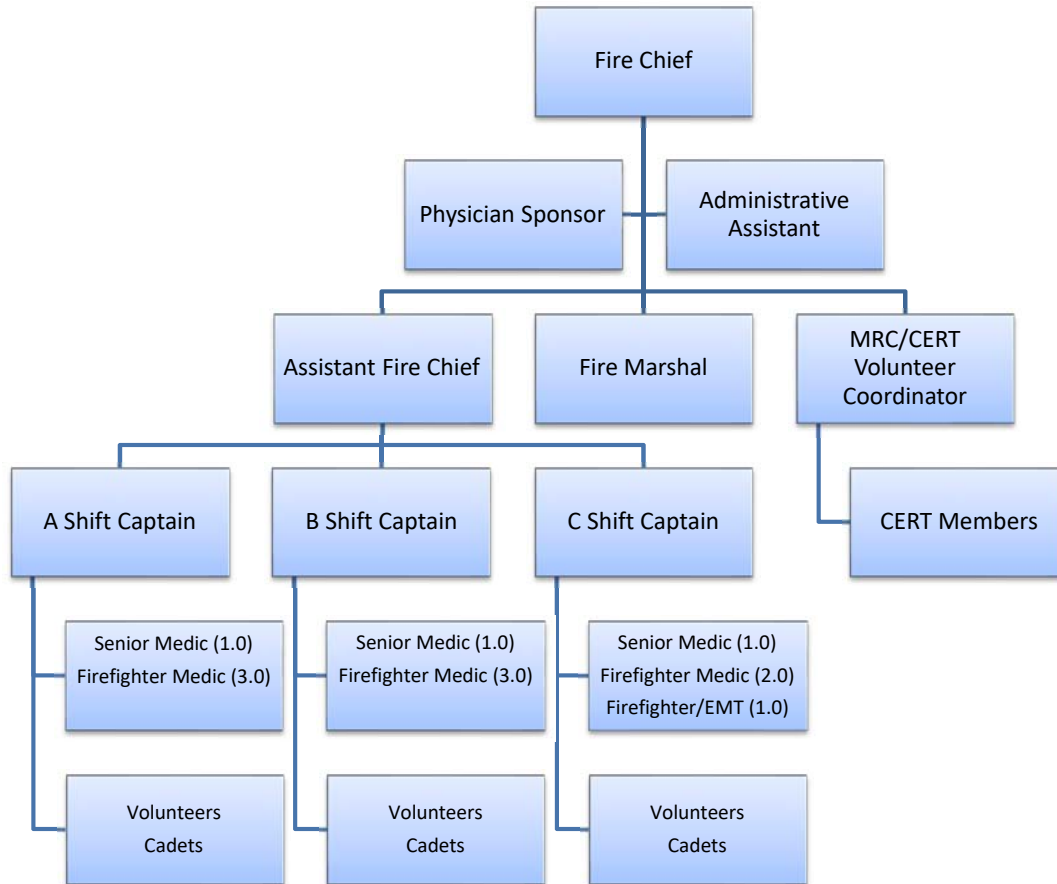 Fire Chief
Physician Sponsor
Administrative
Assistant
Assistant Fire Chief
Fire Marshal
MRC/CERT
Volunteer
Coordinator
A Shift Captain
B Shift Captain
C Shift Captain
CERT Members
Senior Medic (1.0)
Firefighter Medic (3.0)
Senior Medic (1.0)
Firefighter Medic (3.0)
Senior Medic (1.0)
Firefighter Medic (2.0)
Firefighter/EMT (1.0)
Volunteers
Cadets
Volunteers
Cadets
Volunteers
Cadets